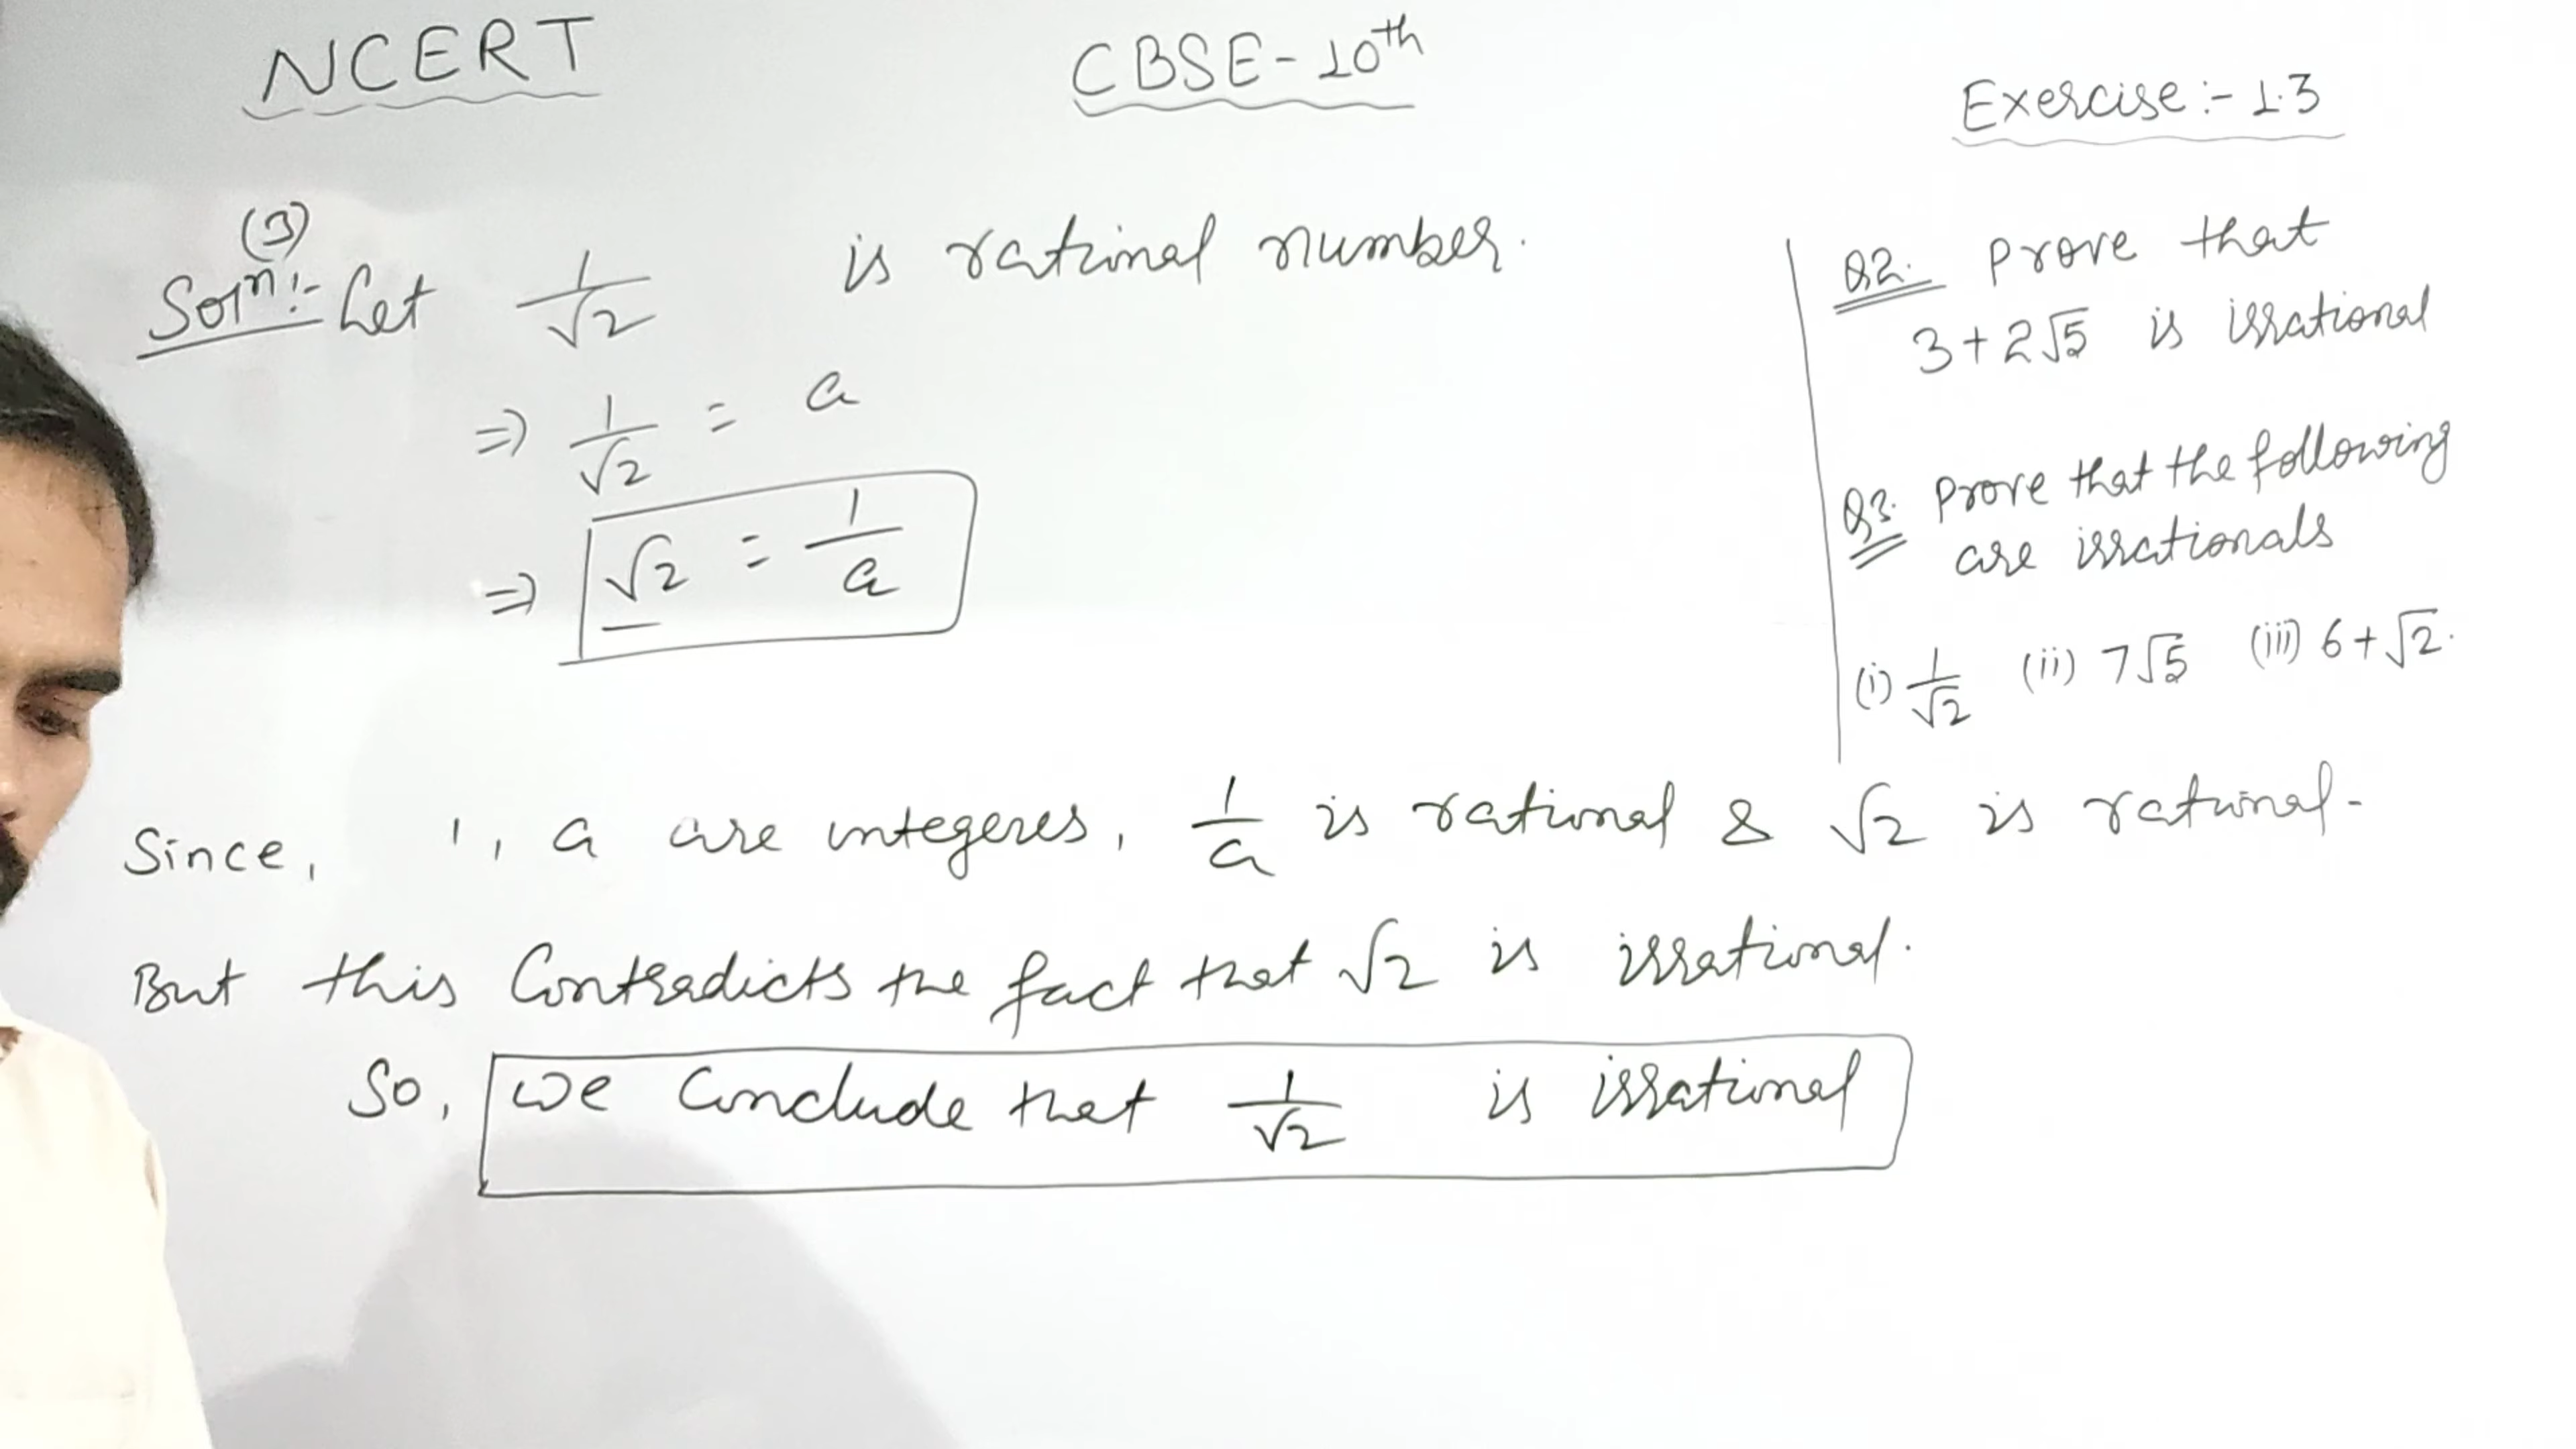 NCERT
CBSE-10th
Exercise:- 1.3
(3)
Solⁿ:- Let 1/√2 is rational number.
⇒ 1/√2 = a
⇒ √2 = 1/a
Q2. Prove that
3+2√5 is irrational
Q3. Prove that the following
are irrationals
(i) 1/√2 (ii) 7√5 (iii) 6+√2.
Since, 1, a are integeres, 1/a is rational & √2 is rational-
But this Contradicts the fact that √2 is irrational.
So, we Conclude that 1/√2 is irrational